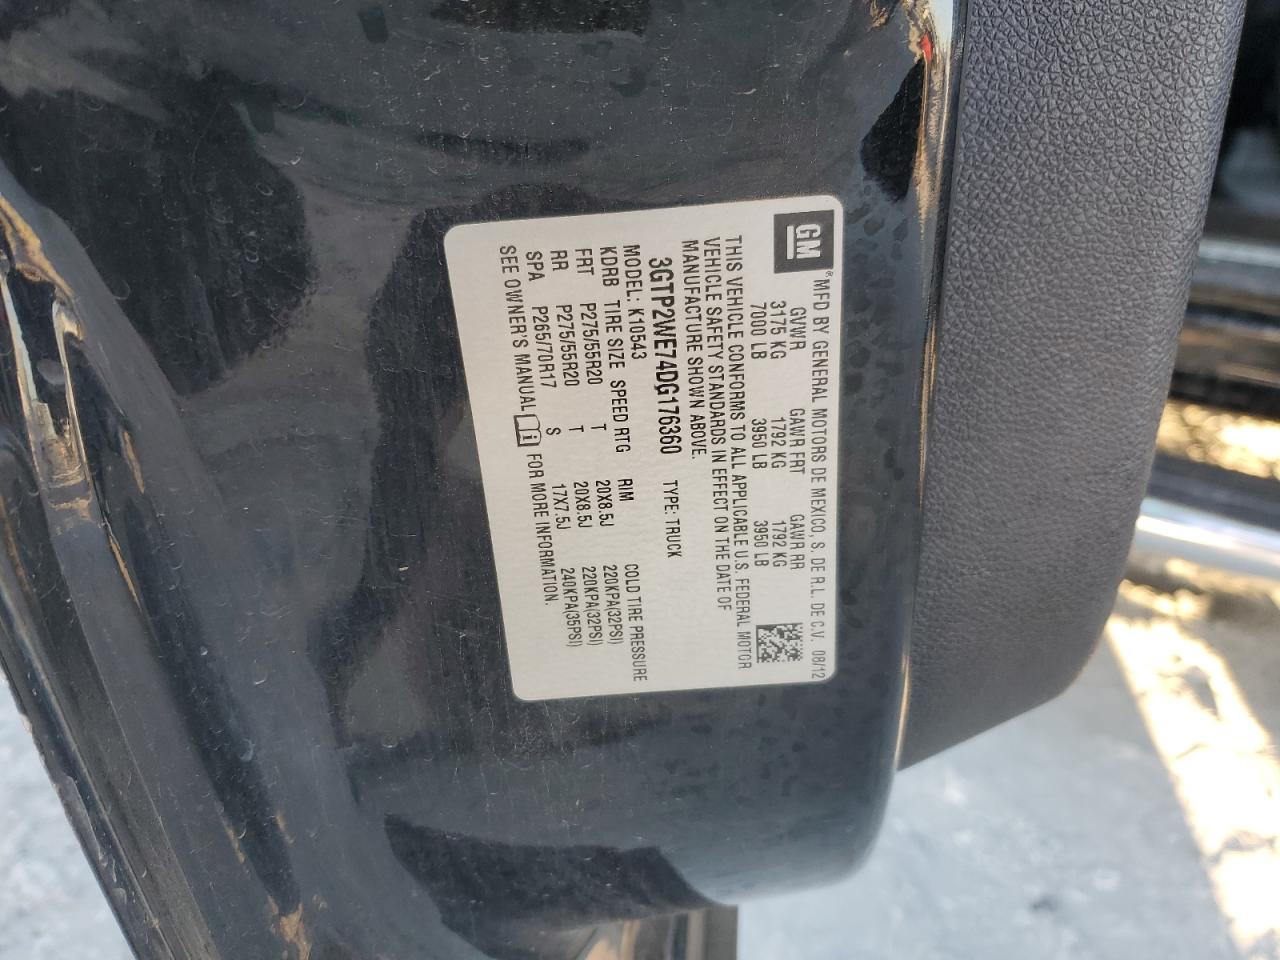 GM
® MFD BY GENERAL MOTORS DE MEXICO, S. DE R.L. DE C.V. 08/12
GVWR GAWR FRT GAWR RR
3175 KG 1792 KG 1792 KG
7000 LB 3950 LB 3950 LB
THIS VEHICLE CONFORMS TO ALL APPLICABLE U.S. FEDERAL MOTOR
VEHICLE SAFETY STANDARDS IN EFFECT ON THE DATE OF
MANUFACTURE SHOWN ABOVE.
3GTP2WE74DG176360 TYPE: TRUCK
MODEL: K10543
KDRB TIRE SIZE SPEED RTG RIM COLD TIRE PRESSURE
FRT P275/55R20 T 20X8.5J 220KPA(32PSI)
RR P275/55R20 T 20X8.5J 220KPA(32PSI)
SPA P265/70R17 S 17X7.5J 240KPA(35PSI)
SEE OWNER'S MANUAL FOR MORE INFORMATION.